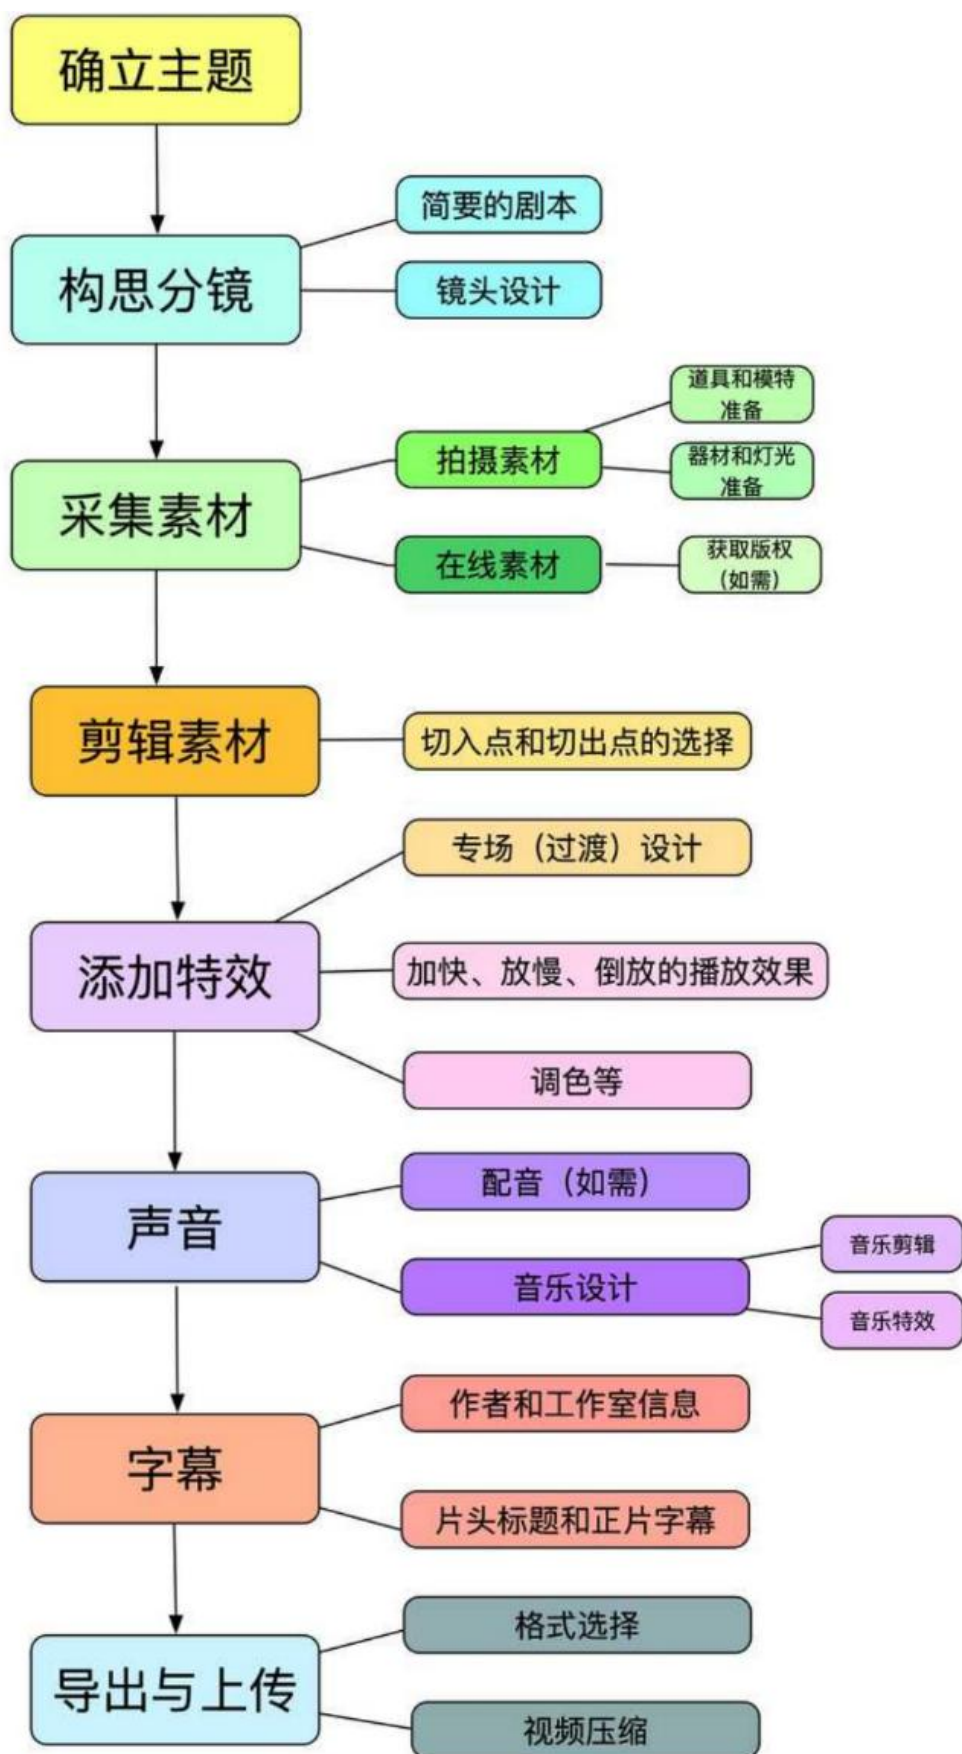 确立主题
简要的剧本
构思分镜
镜头设计
道具和模特
准备
拍摄素材
器材和灯光
准备
采集素材
在线素材
获取版权
（如需）
剪辑素材
切入点和切出点的选择
专场（过渡）设计
添加特效
加快、放慢、倒放的播放效果
调色等
配音（如需）
声音
音乐剪辑
音乐设计
音乐特效
作者和工作室信息
字幕
片头标题和正片字幕
格式选择
导出与上传
视频压缩